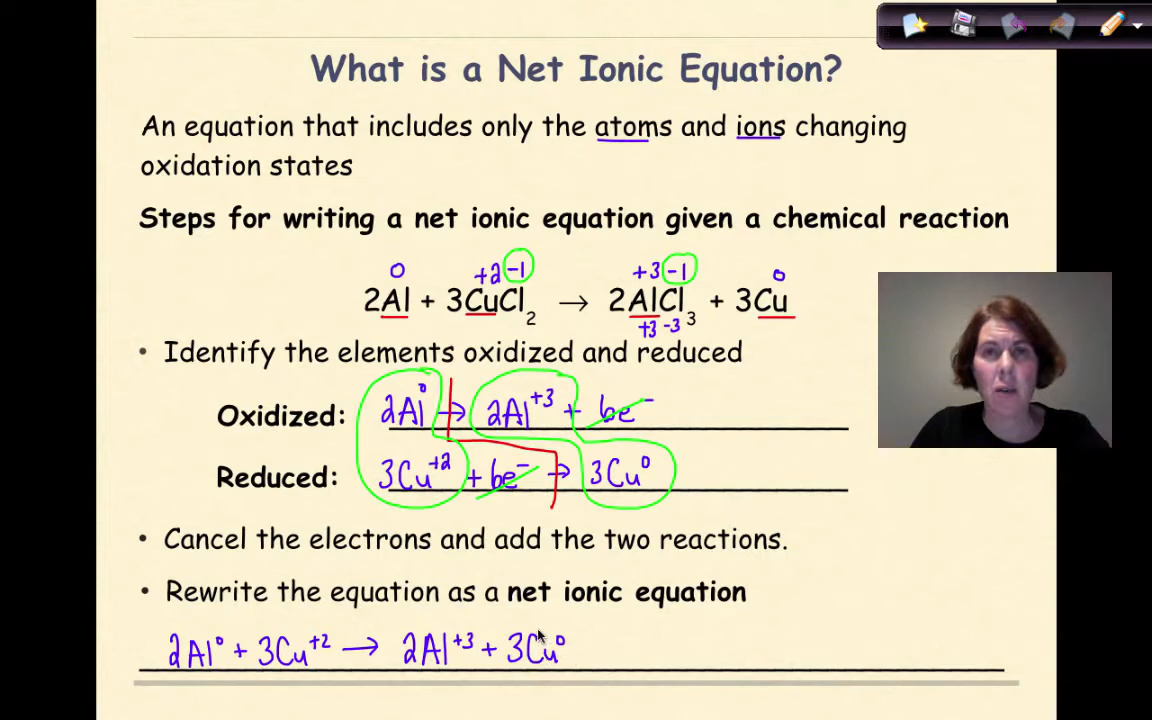 What is a Net Ionic Equation?
An equation that includes only the atoms and ions changing
oxidation states
Steps for writing a net ionic equation given a chemical reaction
0 +2 -1 +3 -1 0
2Al + 3CuCl₂ → 2AlCl₃ + 3Cu
+3 -3
• Identify the elements oxidized and reduced
Oxidized: 2Al⁰ → 2Al⁺³ + 6e⁻
Reduced: 3Cu⁺² + 6e⁻ → 3Cu⁰
• Cancel the electrons and add the two reactions.
• Rewrite the equation as a net ionic equation
2Al⁰ + 3Cu⁺² → 2Al⁺³ + 3Cu⁰